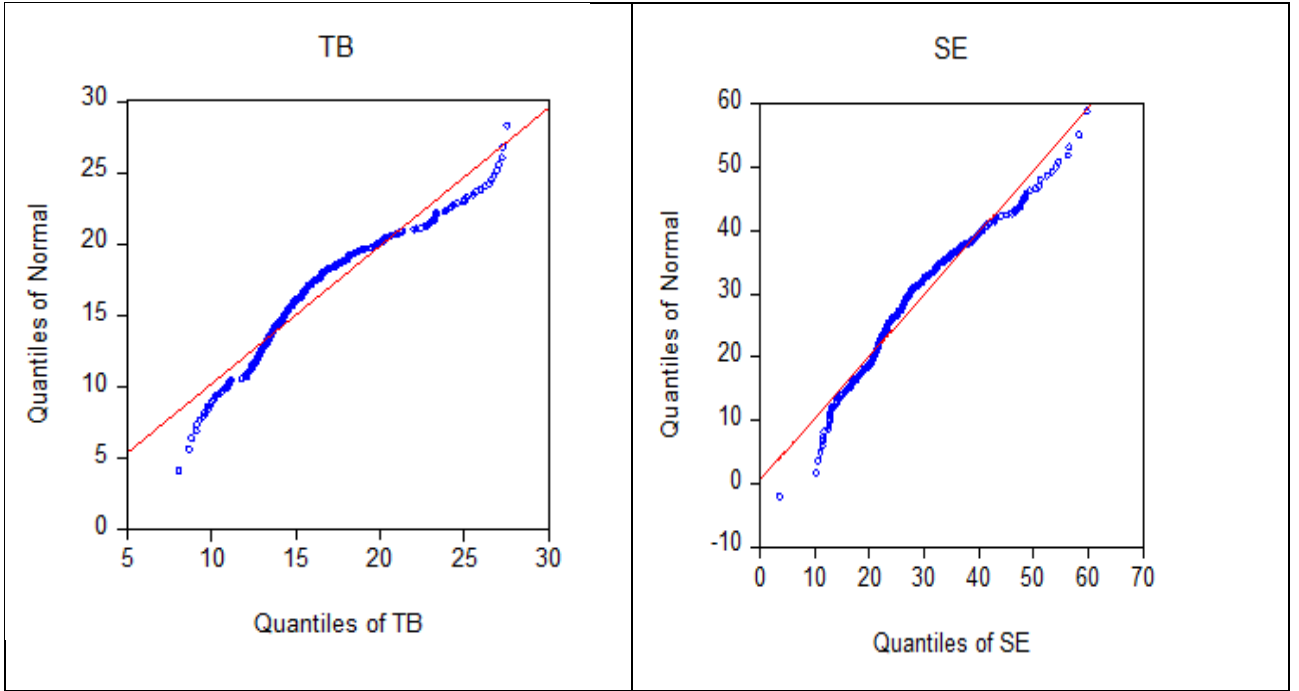 TB
30
25
20
15
10
5
0
Quantiles of Normal
5 10 15 20 25 30
Quantiles of TB
SE
60
50
40
30
20
10
0
-10
Quantiles of Normal
0 10 20 30 40 50 60 70
Quantiles of SE